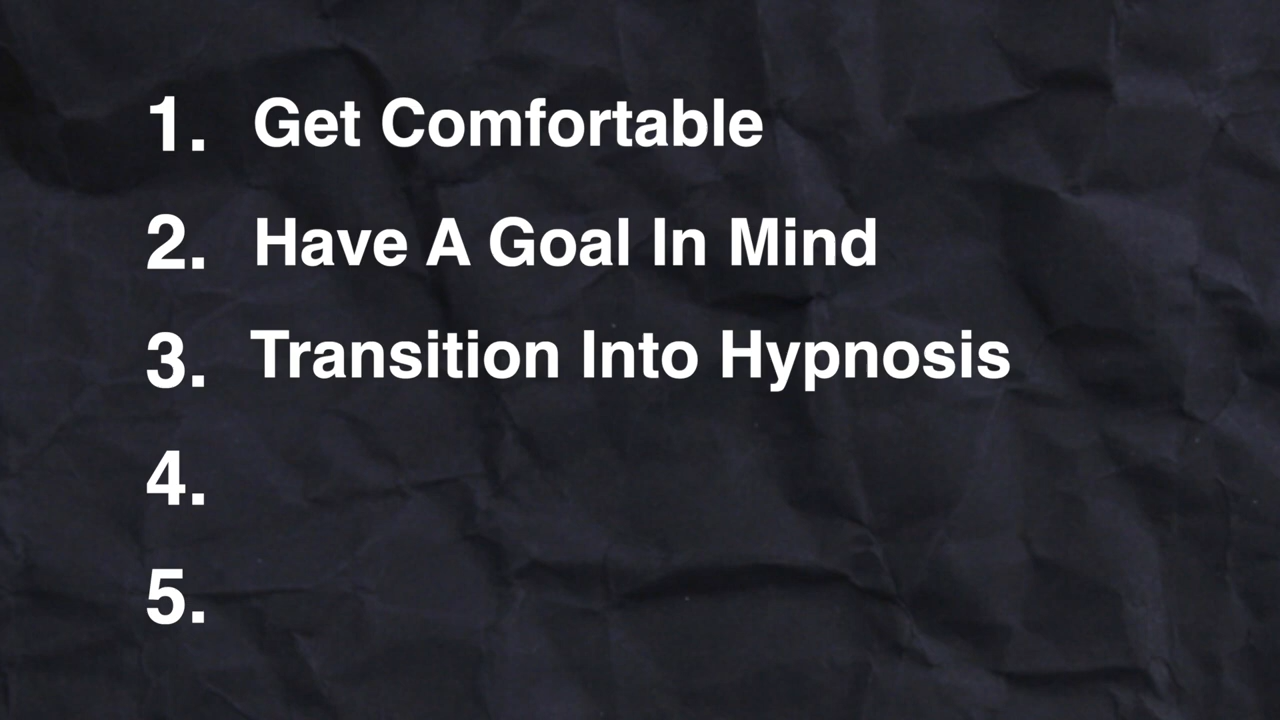 1. Get Comfortable
2. Have A Goal In Mind
3. Transition Into Hypnosis
4.
5.